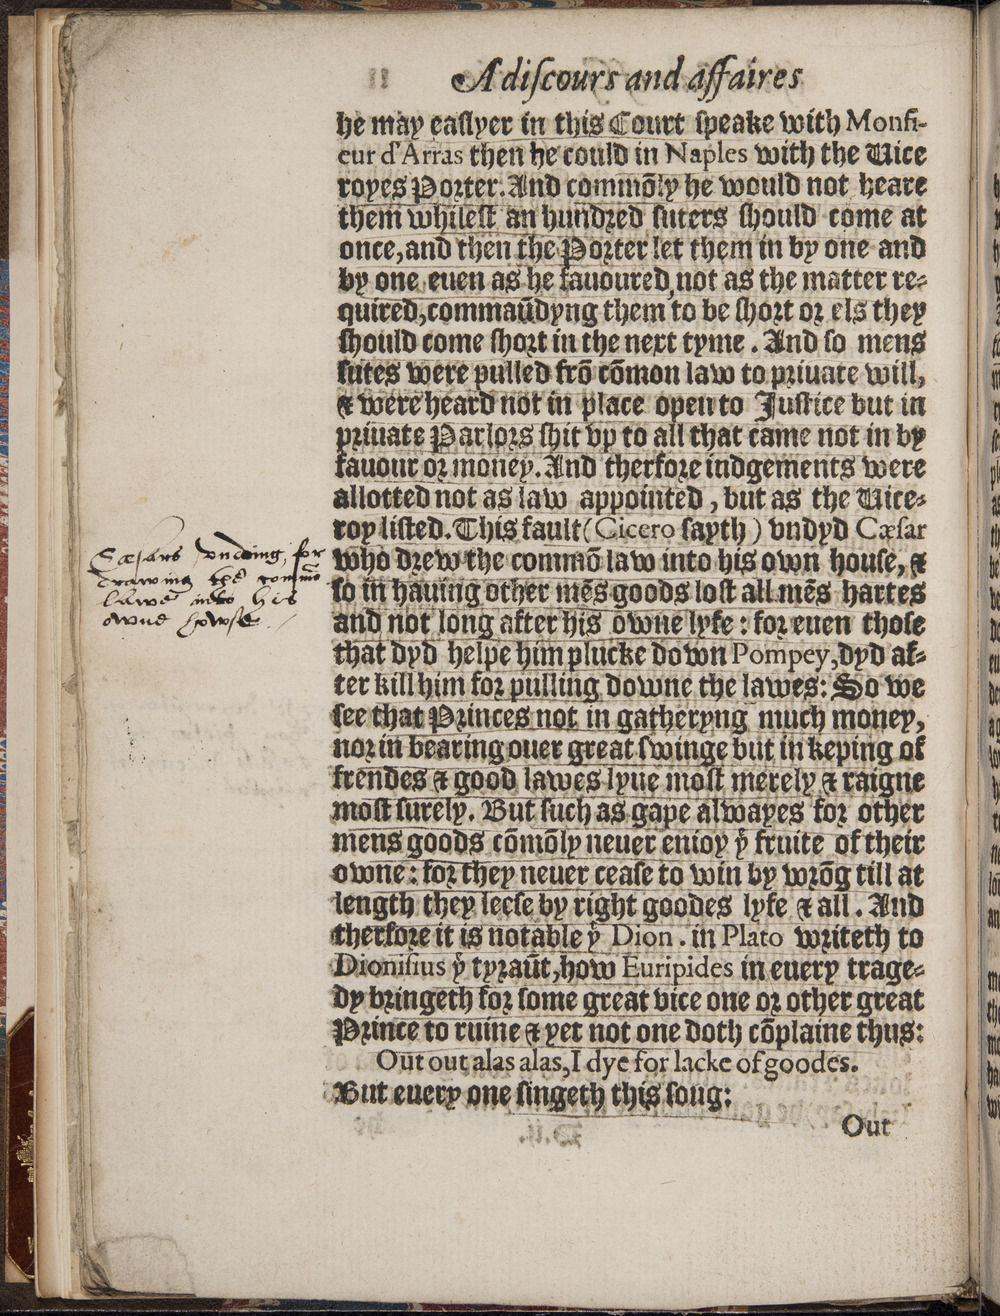 A discours and affaires
he may easlyer in this Court speake with Monsi-
eur d'Arras then he could in Naples with the Vice
royes Porter. And commõly he would not heare
them whilest an hundred suters should come at
once, and then the Porter let them in by one and
by one euen as he fauoured, not as the matter re-
quired, commaũdyng them to be short or els they
should come short in the next tyme. And so mens
sutes were pulled frõ cõmon law to priuate will,
& were heard not in place open to Justice but in
priuate Parlors shit vp to all that came not in by
fauour or money. And therfore iudgements were
allotted not as law appointed, but as the Vice-
roy listed. This fault (Cicero sayth) vndyd Cæsar
who drew the commõ law into his own house, &
so in hauing other mẽs goods lost all mẽs hartes
and not long after his owne lyfe: for euen those
that dyd helpe him plucke down Pompey, dyd af-
ter kill him for pulling downe the lawes: So we
see that Princes not in gatheryng much money,
nor in bearing ouer great swinge but in keping of
frendes & good lawes lyue most merely & raigne
most surely. But such as gape alwayes for other
mens goods cõmõly neuer enioy yͭ fruite of their
owne: for they neuer cease to win by wrõg till at
length they leese by right goodes lyfe & all. And
therfore it is notable yͭ Dion. in Plato writeth to
Dionisius yͤ tyraũt, how Euripides in euery trage-
dy bringeth for some great vice one or other great
Prince to ruine & yet not one doth cõplaine thus:
Out out alas alas, I dye for lacke of goodes.
But euery one singeth this song:
Out
Cæsars vndoing, for
drawing the commõ
lawe into his
owne howse.